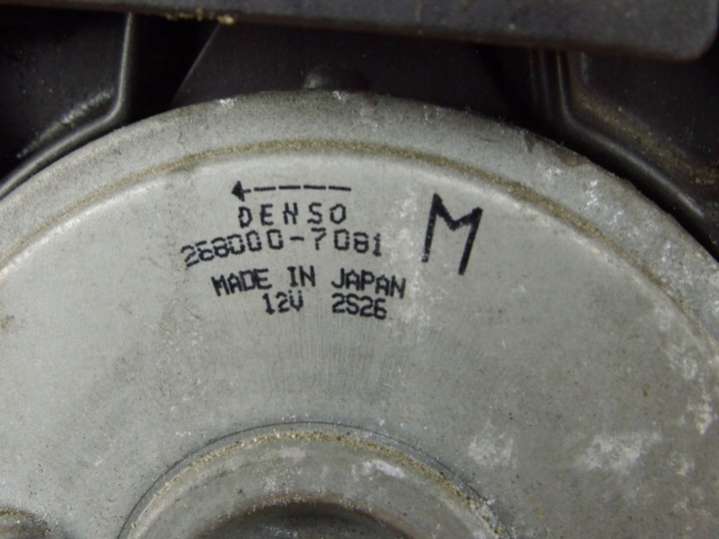 DENSO
268000-7081
M
MADE IN JAPAN
12V 2S26